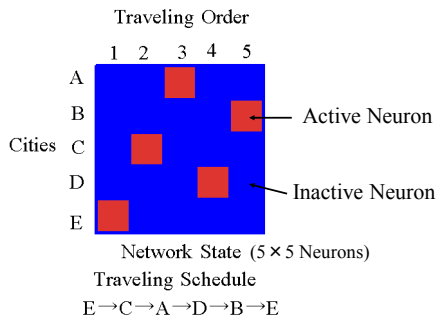 Traveling Order
1 2 3 4 5
A
B
Active Neuron
Cities C
D
Inactive Neuron
E
Network State (5×5 Neurons)
Traveling Schedule
E→C→A→D→B→E